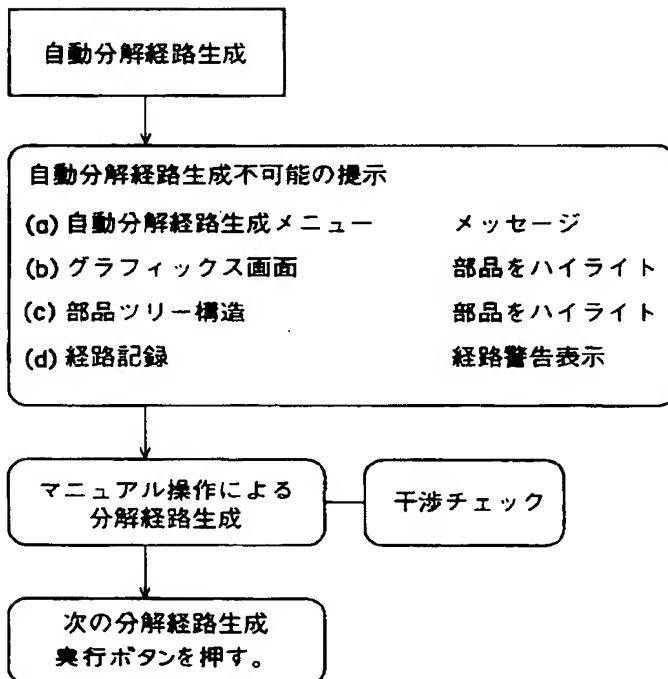 自動分解経路生成
自動分解経路生成不可能の提示
(a) 自動分解経路生成メニュー メッセージ
(b) グラフィックス画面 部品をハイライト
(c) 部品ツリー構造 部品をハイライト
(d) 経路記録 経路警告表示
マニュアル操作による
分解経路生成
干渉チェック
次の分解経路生成
実行ボタンを押す。